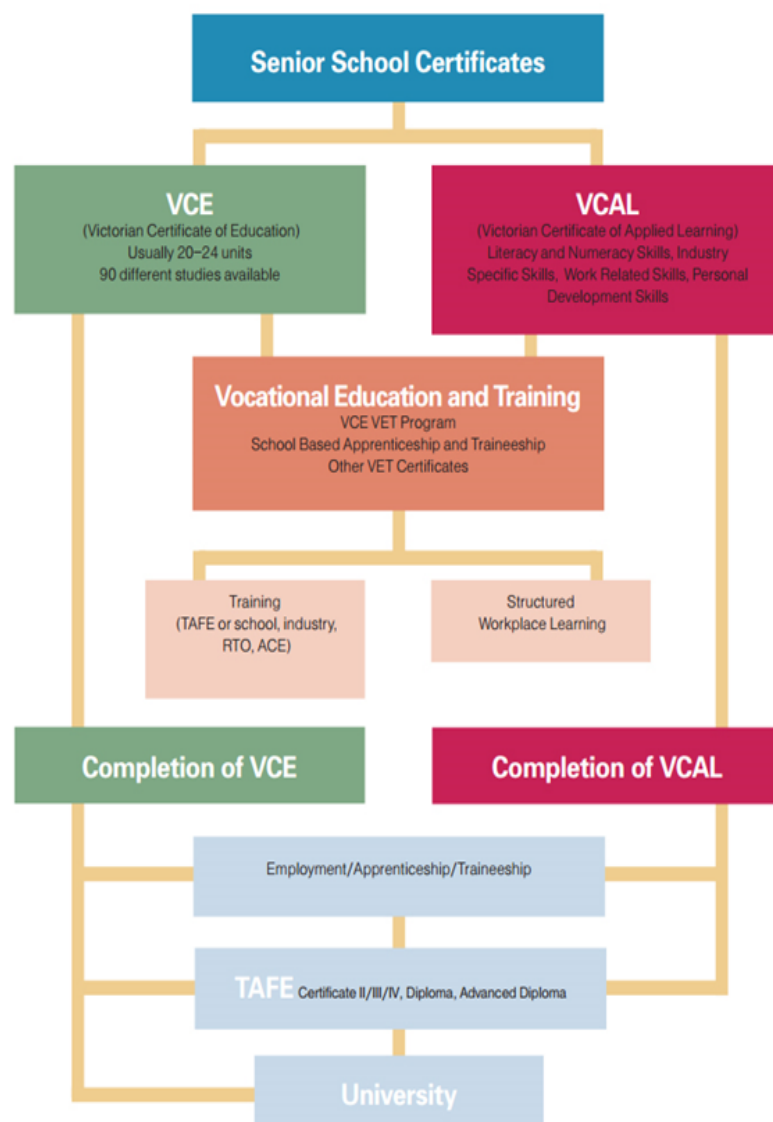 Senior School Certificates
VCE
(Victorian Certificate of Education)
Usually 20–24 units
90 different studies available
VCAL
(Victorian Certificate of Applied Learning)
Literacy and Numeracy Skills, Industry
Specific Skills, Work Related Skills, Personal
Development Skills
Vocational Education and Training
VCE VET Program
School Based Apprenticeship and Traineeship
Other VET Certificates
Training
(TAFE or school, industry,
RTO, ACE)
Structured
Workplace Learning
Completion of VCE
Completion of VCAL
Employment/Apprenticeship/Traineeship
TAFE Certificate II/III/IV, Diploma, Advanced Diploma
University